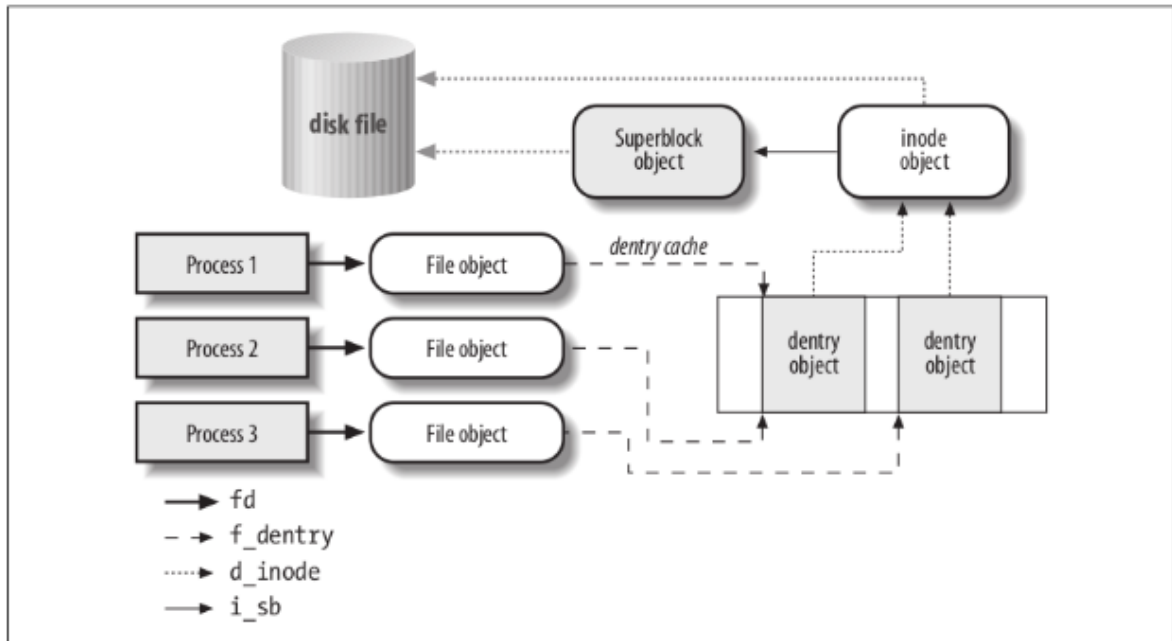 disk file
Superblock
object
inode
object
Process 1
File object
dentry cache
Process 2
File object
dentry
object
dentry
object
Process 3
File object
fd
f_dentry
d_inode
i_sb